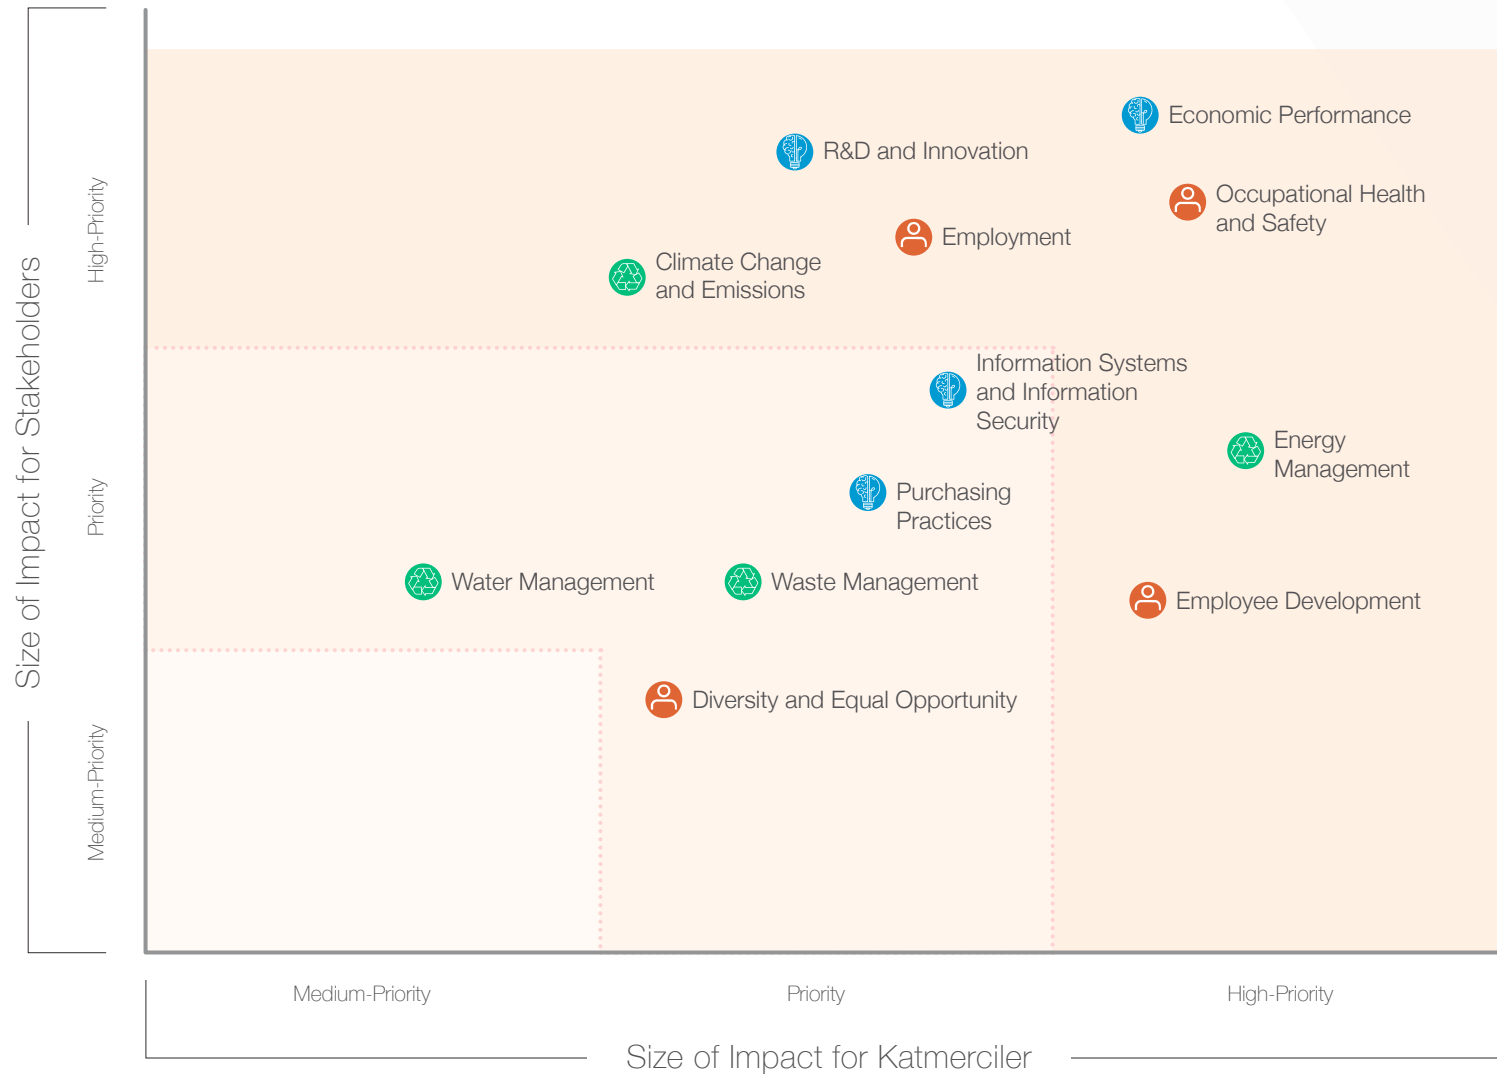 Size of Impact for Stakeholders
High-Priority
Priority
Medium-Priority
Economic Performance
R&D and Innovation
Occupational Health
and Safety
Employment
Climate Change
and Emissions
Information Systems
and Information
Security
Energy
Management
Purchasing
Practices
Water Management
Waste Management
Employee Development
Diversity and Equal Opportunity
Medium-Priority
Priority
High-Priority
Size of Impact for Katmerciler